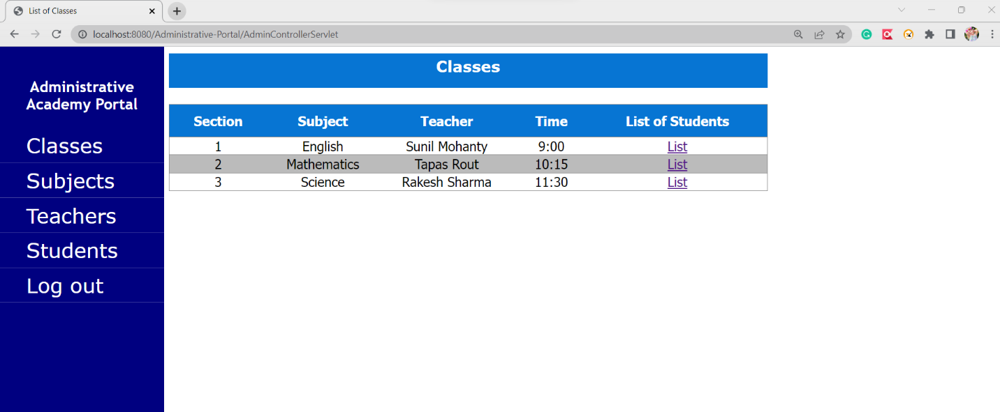 List of Classes
localhost:8080/Administrative-Portal/AdminControllerServlet
Administrative
Academy Portal
Classes
Subjects
Teachers
Students
Log out
Classes
Section Subject Teacher Time List of Students
1 English Sunil Mohanty 9:00 List
2 Mathematics Tapas Rout 10:15 List
3 Science Rakesh Sharma 11:30 List